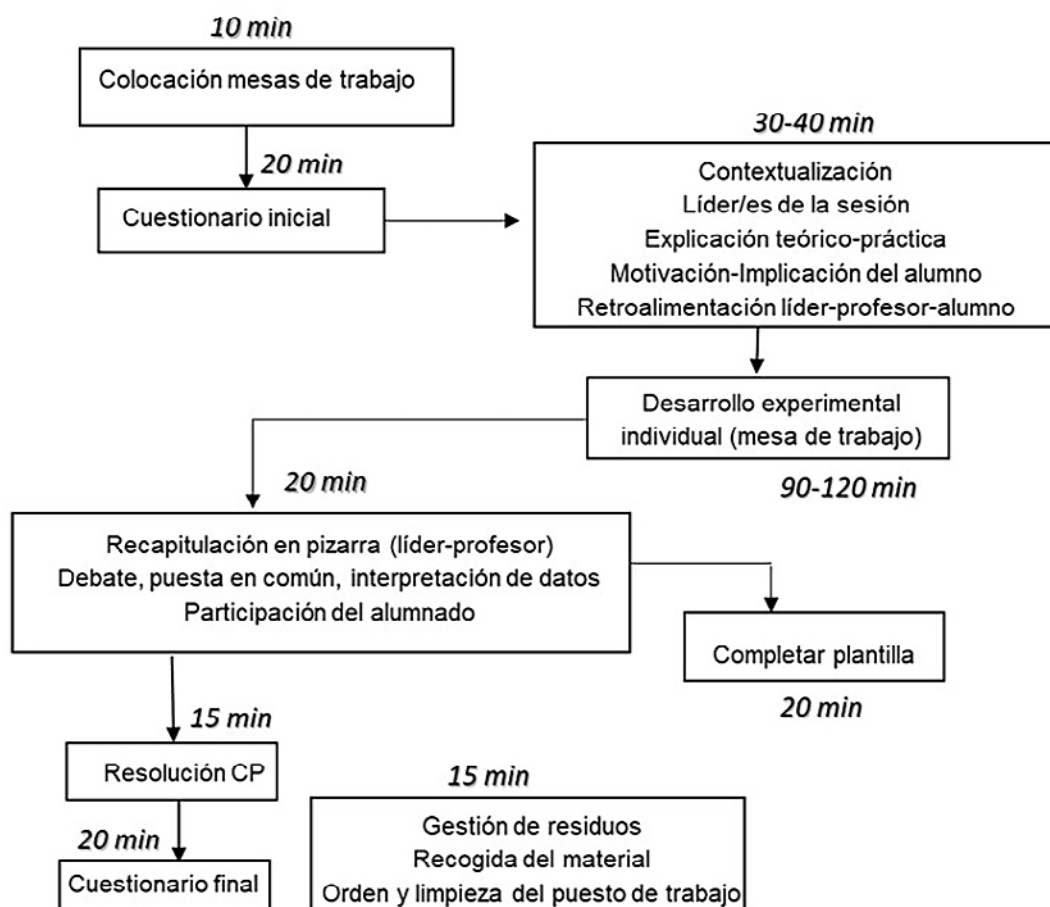 10 min
Colocación mesas de trabajo
20 min
Cuestionario inicial
30-40 min
Contextualización
Líder/es de la sesión
Explicación teórico-práctica
Motivación-Implicación del alumno
Retroalimentación líder-profesor-alumno
Desarrollo experimental
individual (mesa de trabajo)
90-120 min
20 min
Recapitulación en pizarra (líder-profesor)
Debate, puesta en común, interpretación de datos
Participación del alumnado
Completar plantilla
20 min
15 min
Resolución CP
20 min
Cuestionario final
15 min
Gestión de residuos
Recogida del material
Orden y limpieza del puesto de trabajo